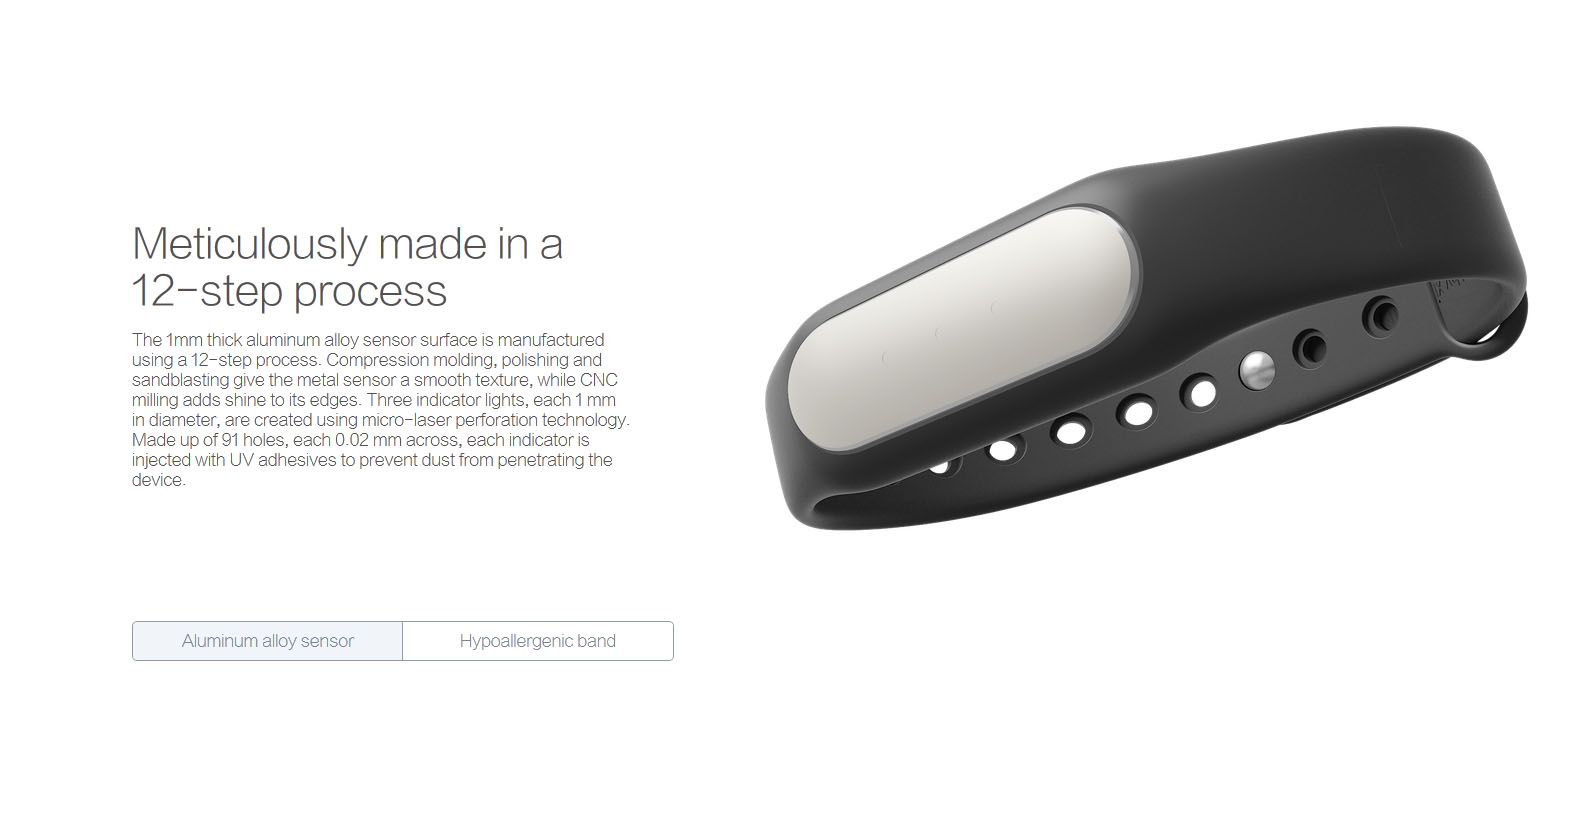 Meticulously made in a
12-step process
The 1mm thick aluminum alloy sensor surface is manufactured
using a 12-step process. Compression molding, polishing and
sandblasting give the metal sensor a smooth texture, while CNC
milling adds shine to its edges. Three indicator lights, each 1 mm
in diameter, are created using micro-laser perforation technology.
Made up of 91 holes, each 0.02 mm across, each indicator is
injected with UV adhesives to prevent dust from penetrating the
device.
Aluminum alloy sensor
Hypoallergenic band